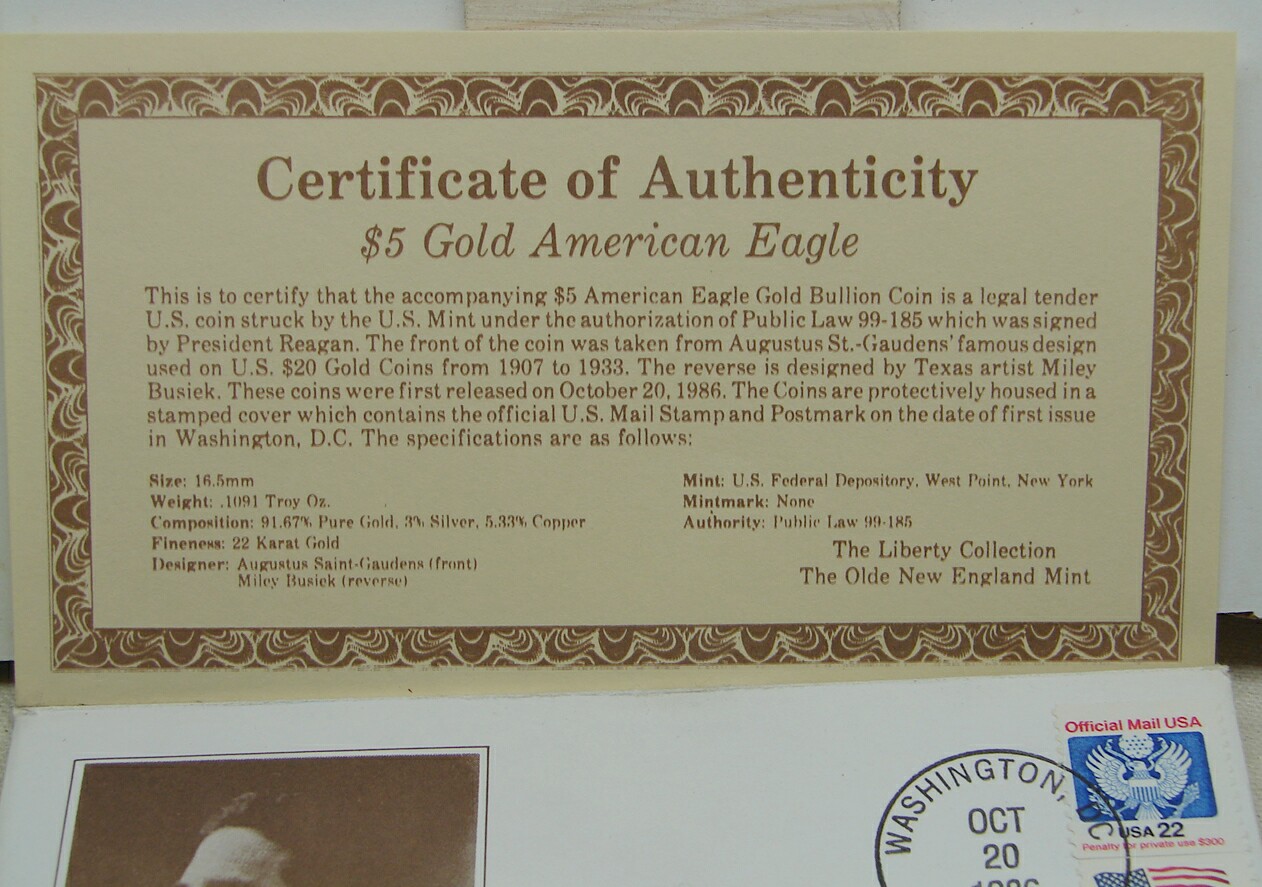 Certificate of Authenticity
$5 Gold American Eagle
This is to certify that the accompanying $5 American Eagle Gold Bullion Coin is a legal tender
U.S. coin struck by the U.S. Mint under the authorization of Public Law 99-185 which was signed
by President Reagan. The front of the coin was taken from Augustus St.-Gaudens' famous design
used on U.S. $20 Gold Coins from 1907 to 1933. The reverse is designed by Texas artist Miley
Busiek. These coins were first released on October 20, 1986. The Coins are protectively housed in a
stamped cover which contains the official U.S. Mail Stamp and Postmark on the date of first issue
in Washington, D.C. The specifications are as follows:
Size: 16.5mm
Weight: .1091 Troy Oz.
Composition: 91.67% Pure Gold, 3% Silver, 5.33% Copper
Fineness: 22 Karat Gold
Designer: Augustus Saint-Gaudens (front)
Miley Busiek (reverse)
Mint: U.S. Federal Depository, West Point, New York
Mintmark: None
Authority: Public Law 99-185
The Liberty Collection
The Olde New England Mint
WASHINGTON, DC
OCT
20
1986
Official Mail USA
USA 22
Penalty for private use $300